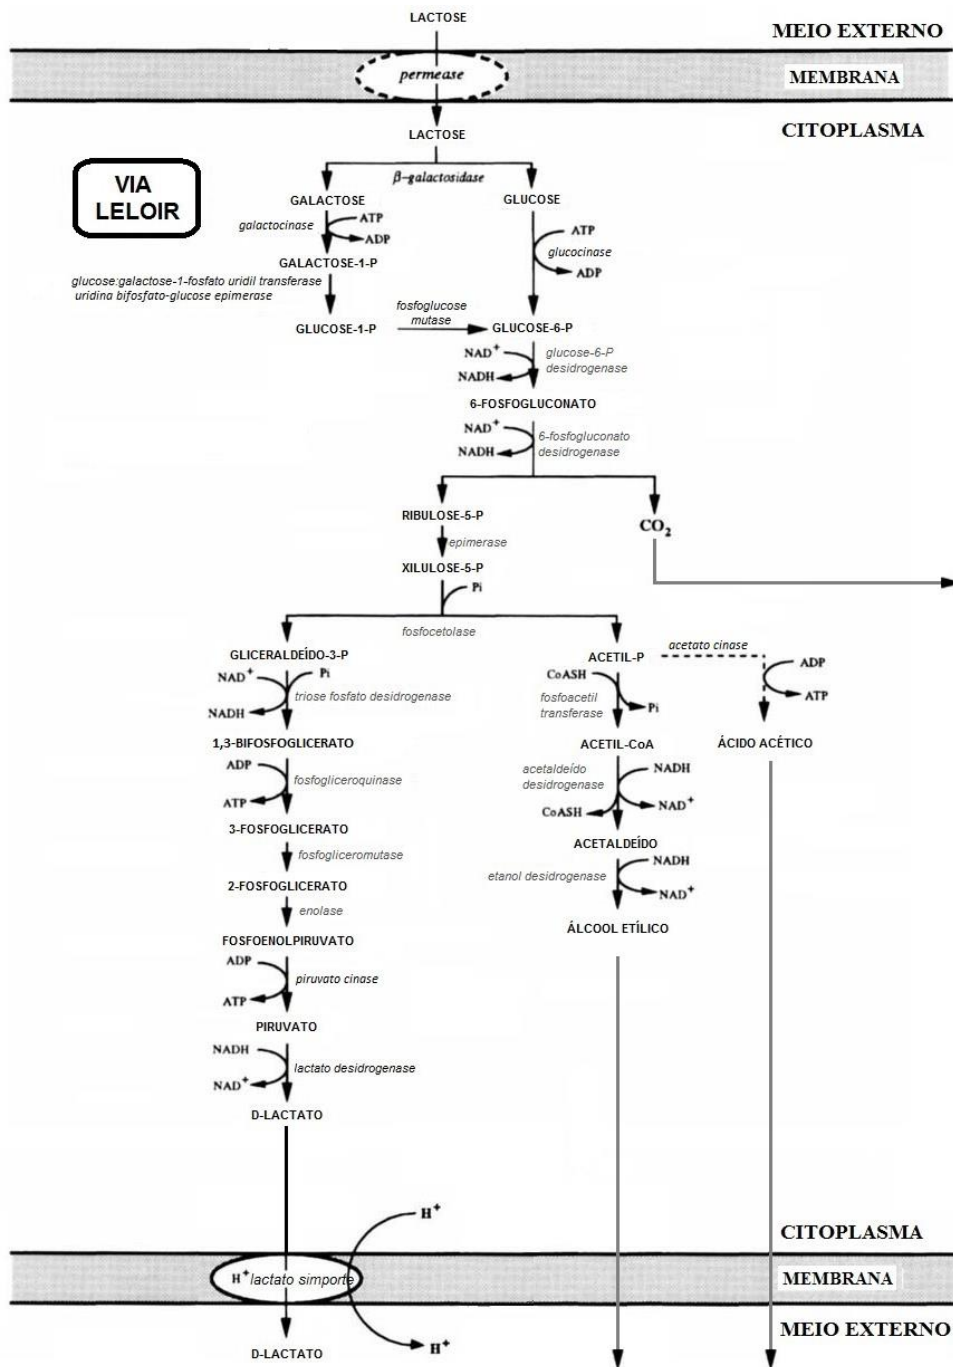 LACTOSE
MEIO EXTERNO
permease
MEMBRANA
LACTOSE
CITOPLASMA
VIA
LELOIR
β-galactosidase
GALACTOSE
GLUCOSE
galactocinase
ATP
ADP
ATP
glucocinase
ADP
GALACTOSE-1-P
glucose:galactose-1-fosfato uridil transferase
uridina bifosfato-glucose epimerase
GLUCOSE-1-P
fosfoglucose
mutase
GLUCOSE-6-P
NAD+
NADH
glucose-6-P
desidrogenase
6-FOSFOGLUCONATO
NAD+
NADH
6-fosfogluconato
desidrogenase
RIBULOSE-5-P
CO2
epimerase
XILULOSE-5-P
Pi
fosfocetolase
GLICERALDEÍDO-3-P
NAD+
Pi
NADH
triose fosfato desidrogenase
1,3-BIFOSFOGLICERATO
ADP
ATP
fosfogliceroquinase
3-FOSFOGLICERATO
fosfogliceromutase
2-FOSFOGLICERATO
enolase
FOSFOENOLPIRUVATO
ADP
ATP
piruvato cinase
PIRUVATO
NADH
NAD+
lactato desidrogenase
D-LACTATO
ACETIL-P
acetato cinase
ADP
ATP
CoASH
Pi
fosfoacetil
transferase
ACETIL-CoA
ÁCIDO ACÉTICO
acetaldeído
desidrogenase
NADH
CoASH
NAD+
ACETALDEÍDO
NADH
etanol desidrogenase
NAD+
ÁLCOOL ETÍLICO
H+
CITOPLASMA
H+ lactato simporte
MEMBRANA
MEIO EXTERNO
D-LACTATO
H+